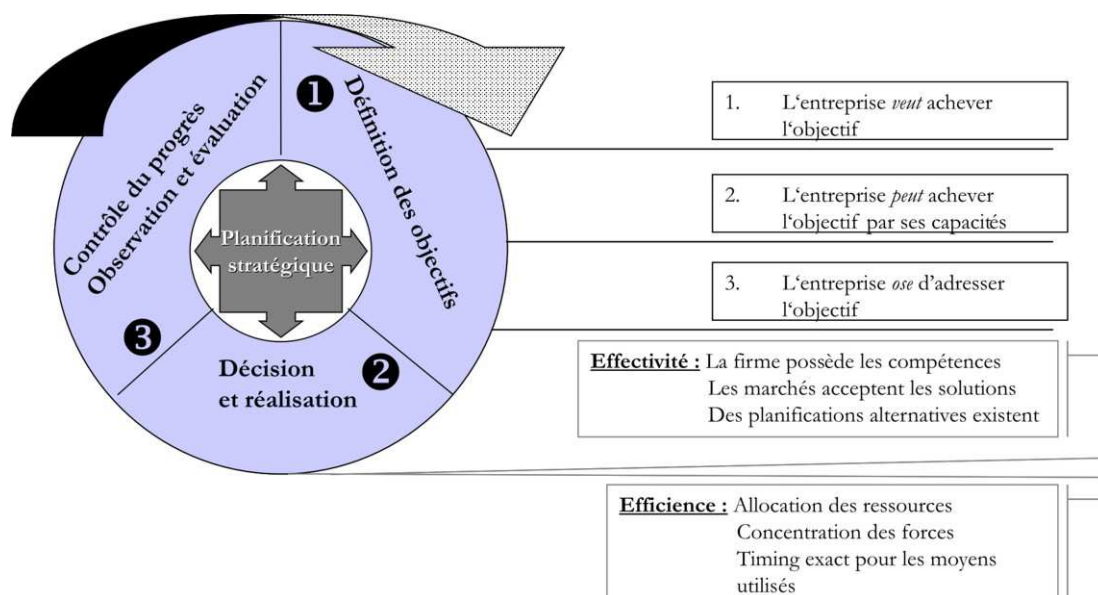 ❶
Définition des objectifs
Contrôle du progrès
Observation et évaluation
Planification
stratégique
❸
Décision
et réalisation
❷
1. L‘entreprise veut achever
l‘objectif
2. L‘entreprise peut achever
l‘objectif par ses capacités
3. L‘entreprise ose d’adresser
l‘objectif
Effectivité : La firme possède les compétences
Les marchés acceptent les solutions
Des planifications alternatives existent
Efficience : Allocation des ressources
Concentration des forces
Timing exact pour les moyens
utilisés